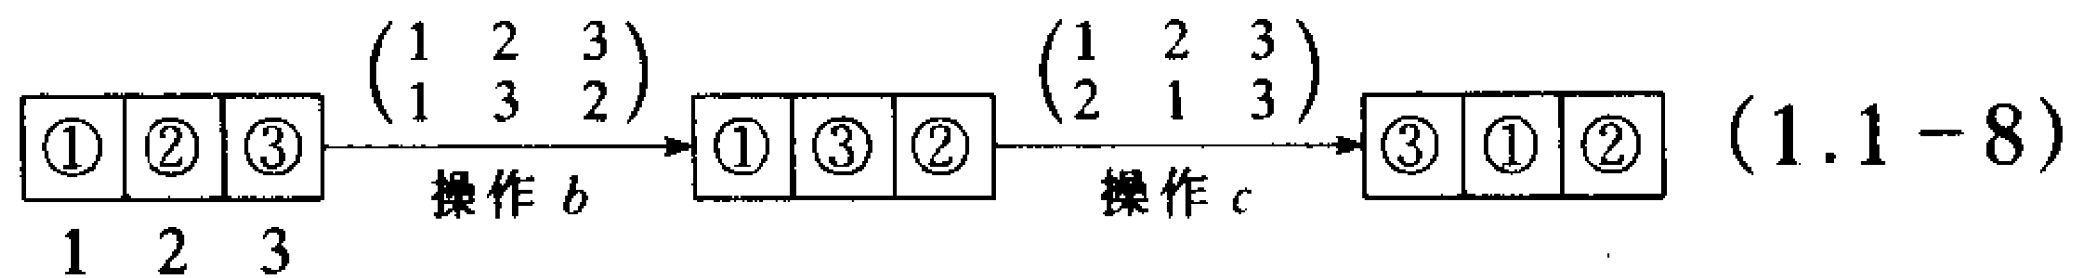 (1 2 3) (1 2 3)
(1 3 2) (2 1 3)
① ② ③ ① ③ ② ③ ① ② (1.1-8)
操作 b 操作 c
1 2 3